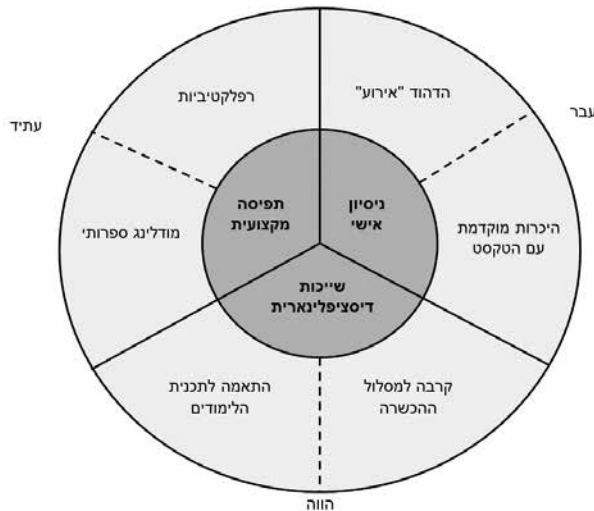 הדהוד "אירוע"
רפלקטיביות
עבר
עתיד
ניסיון
אישי
תפיסה
מקצועית
היכרות מוקדמת
עם הטקסט
מודלינג ספרותי
שייכות
דיסציפלינארית
קרבה למסלול
ההכשרה
התאמה לתכנית
הלימודים
הווה